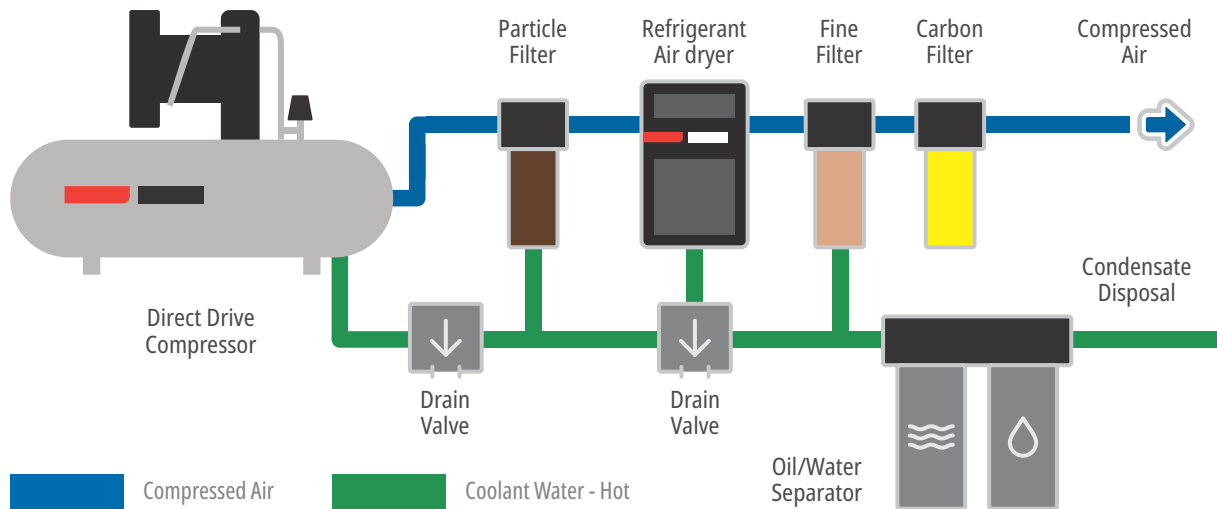 Particle
Filter
Refrigerant
Air dryer
Fine
Filter
Carbon
Filter
Compressed
Air
Condensate
Disposal
Direct Drive
Compressor
Drain
Valve
Drain
Valve
Oil/Water
Separator
Compressed Air
Coolant Water - Hot